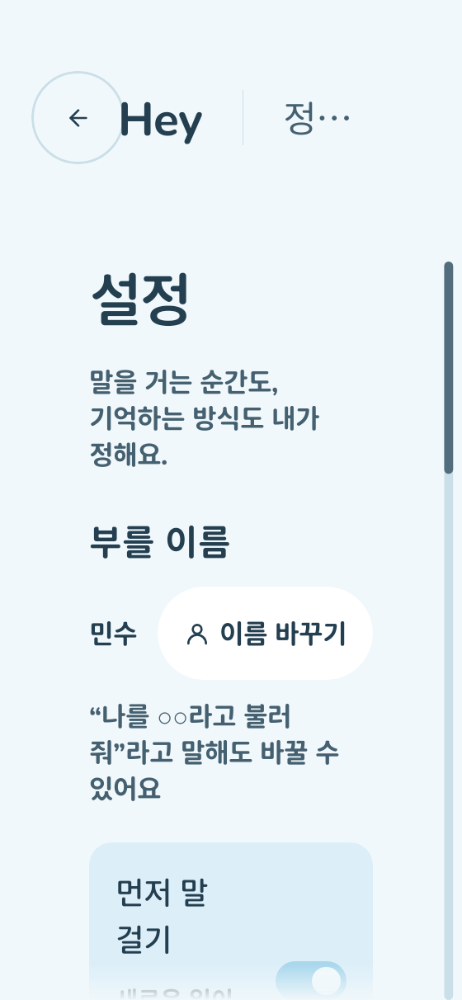 Hey
정…
설정
말을 거는 순간도,
기억하는 방식도 내가
정해요.
부를 이름
민수
이름 바꾸기
“나를 ○○라고 불러
줘”라고 말해도 바꿀 수
있어요
먼저 말
걸기